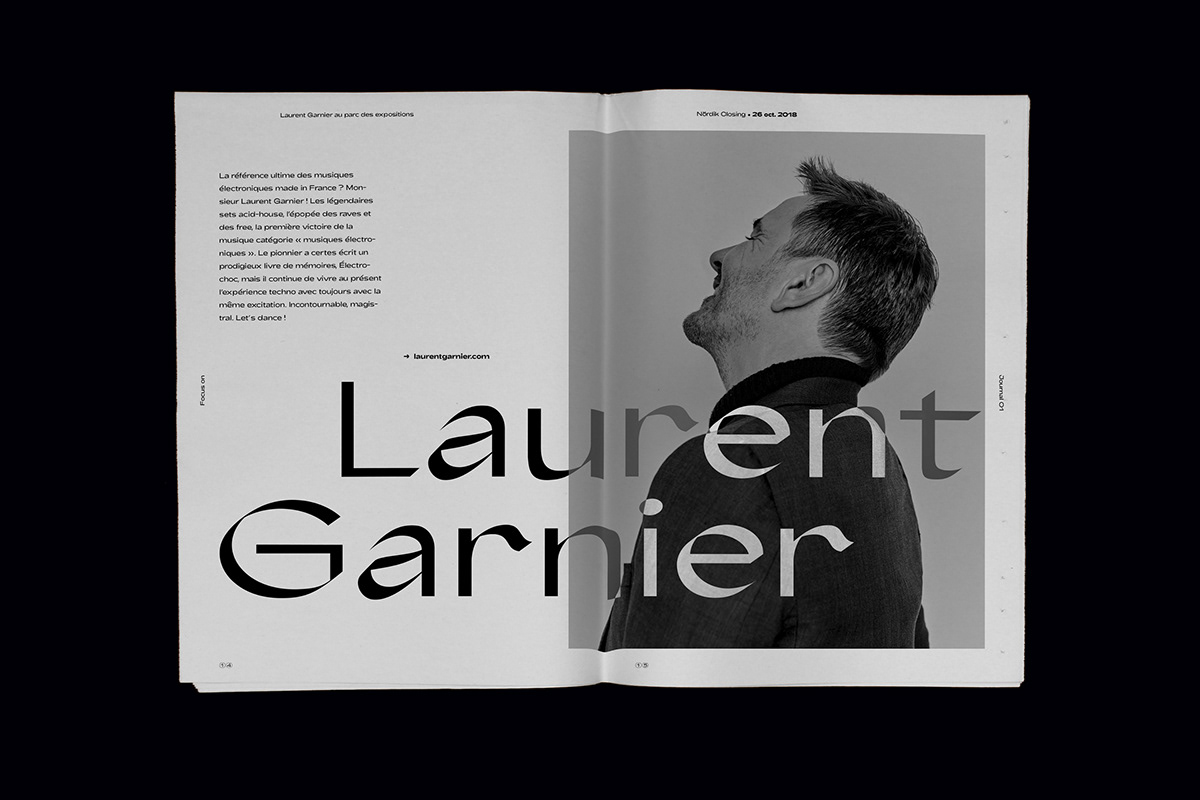 Laurent Garnier au parc des expositions
Nördik Closing • 26 oct. 2018
La référence ultime des musiques
électroniques made in France ? Mon-
sieur Laurent Garnier ! Les légendaires
sets acid-house, l'épopée des raves et
des free, la première victoire de la
musique catégorie « musiques électro-
niques ». Le pionnier a certes écrit un
prodigieux livre de mémoires, Électro-
choc, mais il continue de vivre au présent
l'expérience techno avec toujours avec la
même excitation. Incontournable, magis-
tral. Let's dance !
→ laurentgarnier.com
Focus on
Journal 01
Laurent
Garnier
①④
①⑤